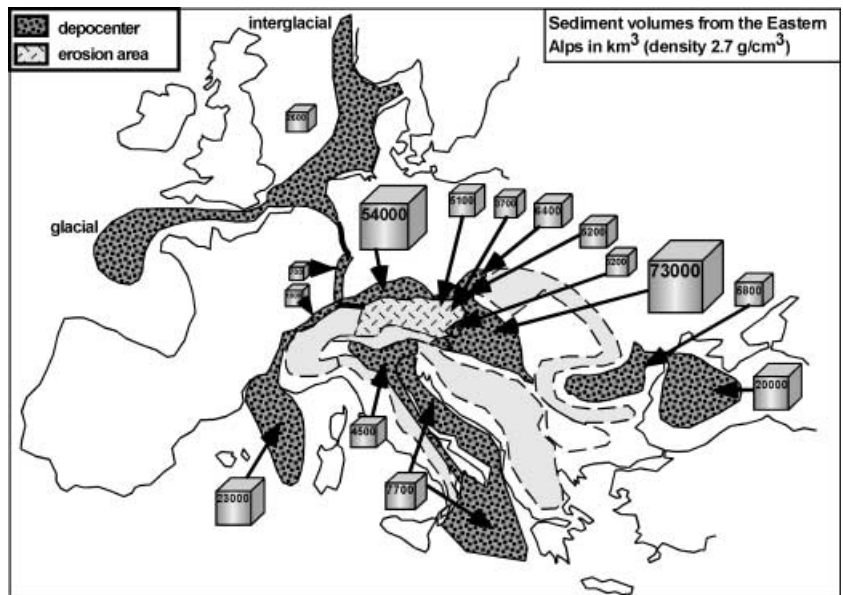 interglacial
depocenter
erosion area
Sediment volumes from the Eastern
Alps in km³ (density 2.7 g/cm³)
2600
glacial
54000
5100
3700
6400
5200
3200
73000
6800
20000
4500
23000
7700